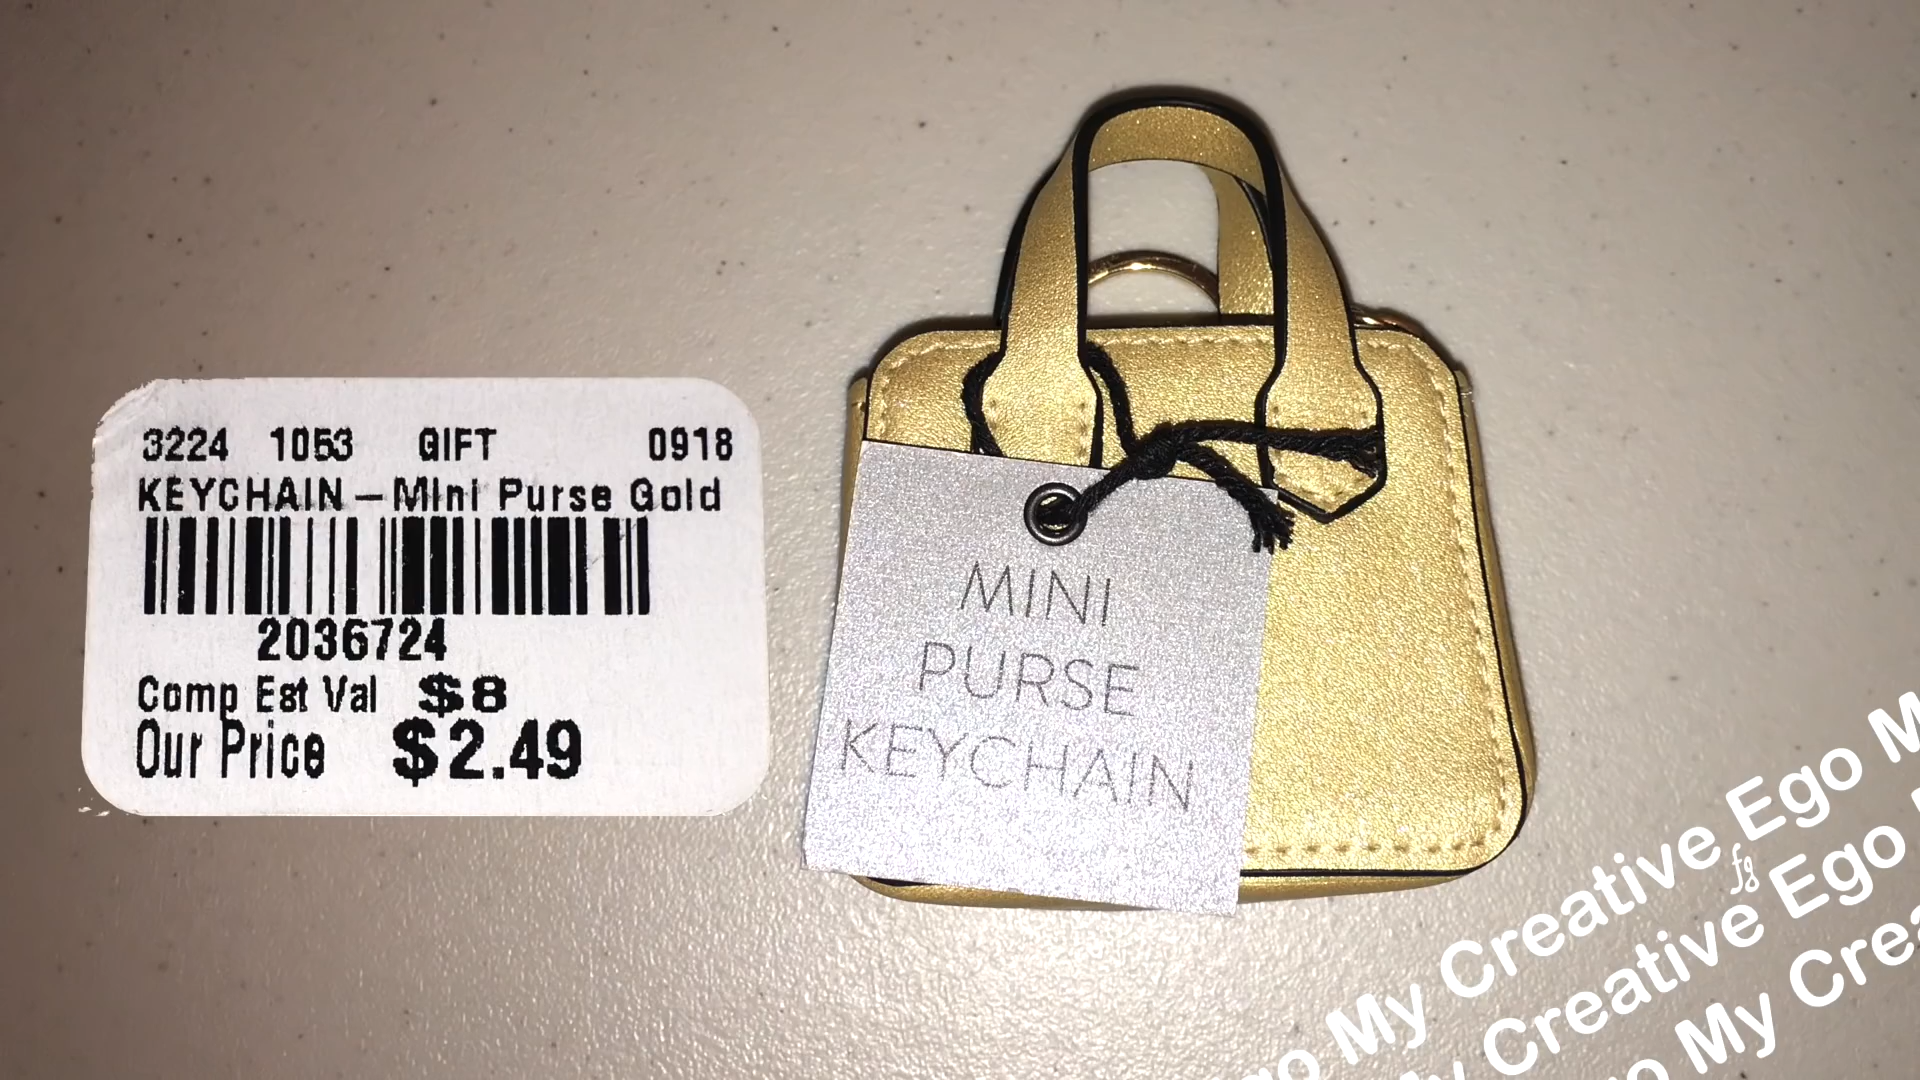 3224 1053 GIFT 0918
KEYCHAIN – Mini Purse Gold
2036724
Comp Est Val $8
Our Price $2.49
MINI
PURSE
KEYCHAIN
My Creative Ego M
fg
My Creative Ego
My Crea